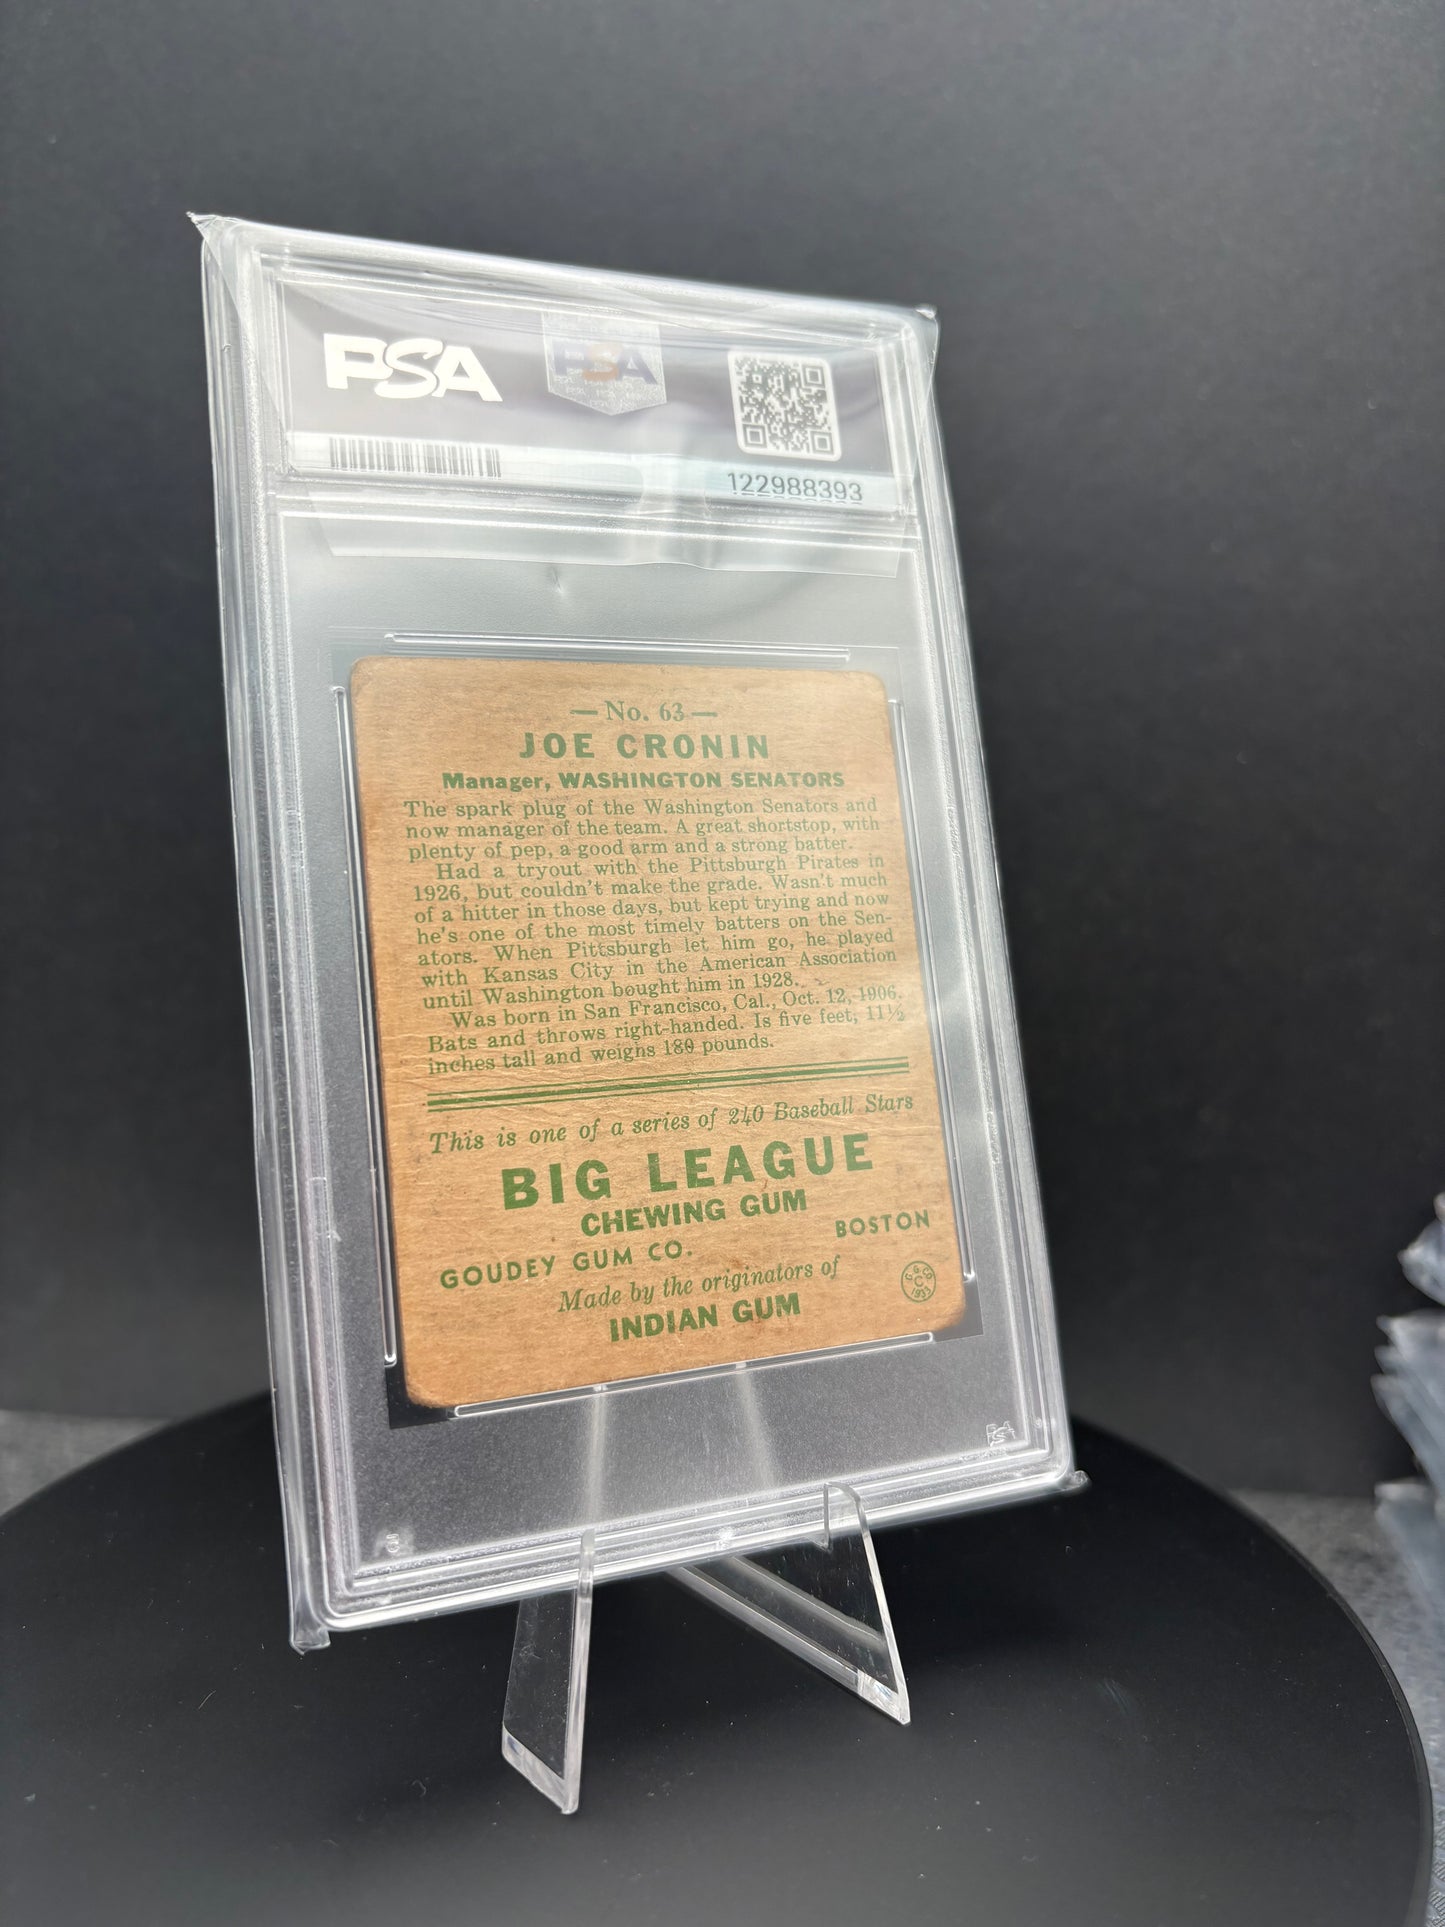 PSA
PSA
122988393
— No. 63 —
JOE CRONIN
Manager, WASHINGTON SENATORS
The spark plug of the Washington Senators and
now manager of the team. A great shortstop, with
plenty of pep, a good arm and a strong batter.
Had a tryout with the Pittsburgh Pirates in
1926, but couldn't make the grade. Wasn't much
of a hitter in those days, but kept trying and now
he's one of the most timely batters on the Sen-
ators. When Pittsburgh let him go, he played
with Kansas City in the American Association
until Washington bought him in 1928.
Was born in San Francisco, Cal., Oct. 12, 1906.
Bats and throws right-handed. Is five feet, 11½
inches tall and weighs 180 pounds.
This is one of a series of 240 Baseball Stars
BIG LEAGUE
CHEWING GUM
GOUDEY GUM CO. BOSTON
Made by the originators of
INDIAN GUM
G. G. CO
C
1933